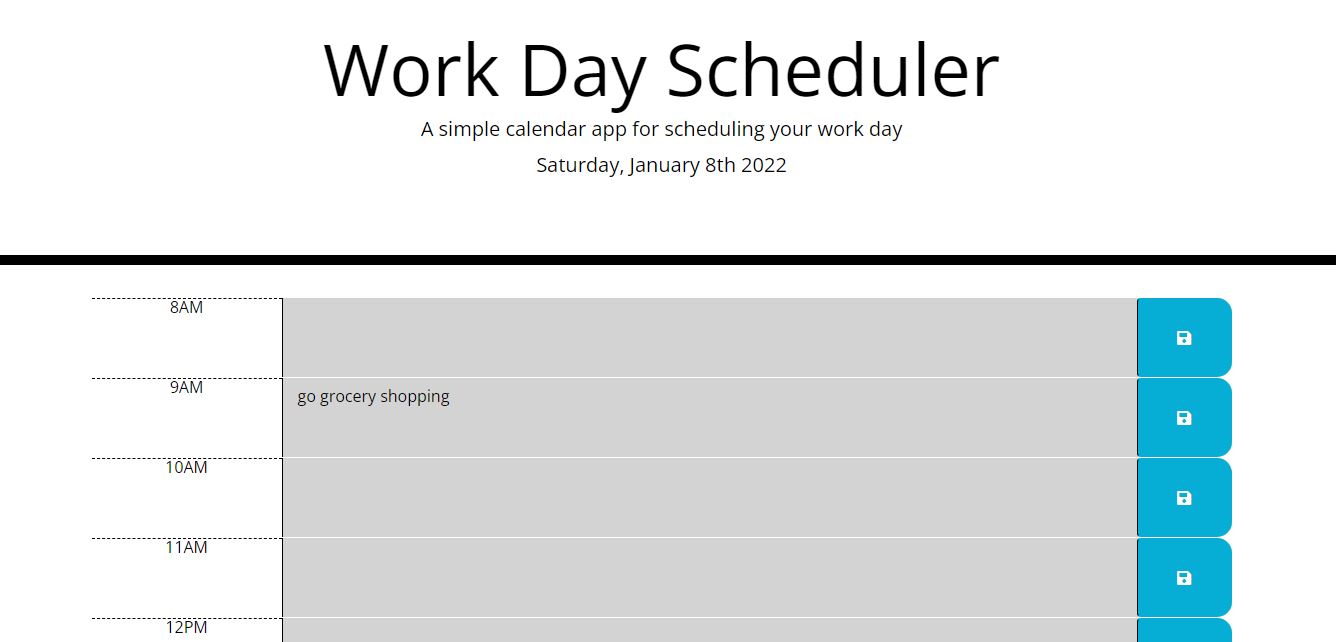 Work Day Scheduler
A simple calendar app for scheduling your work day
Saturday, January 8th 2022
8AM
9AM
go grocery shopping
10AM
11AM
12PM